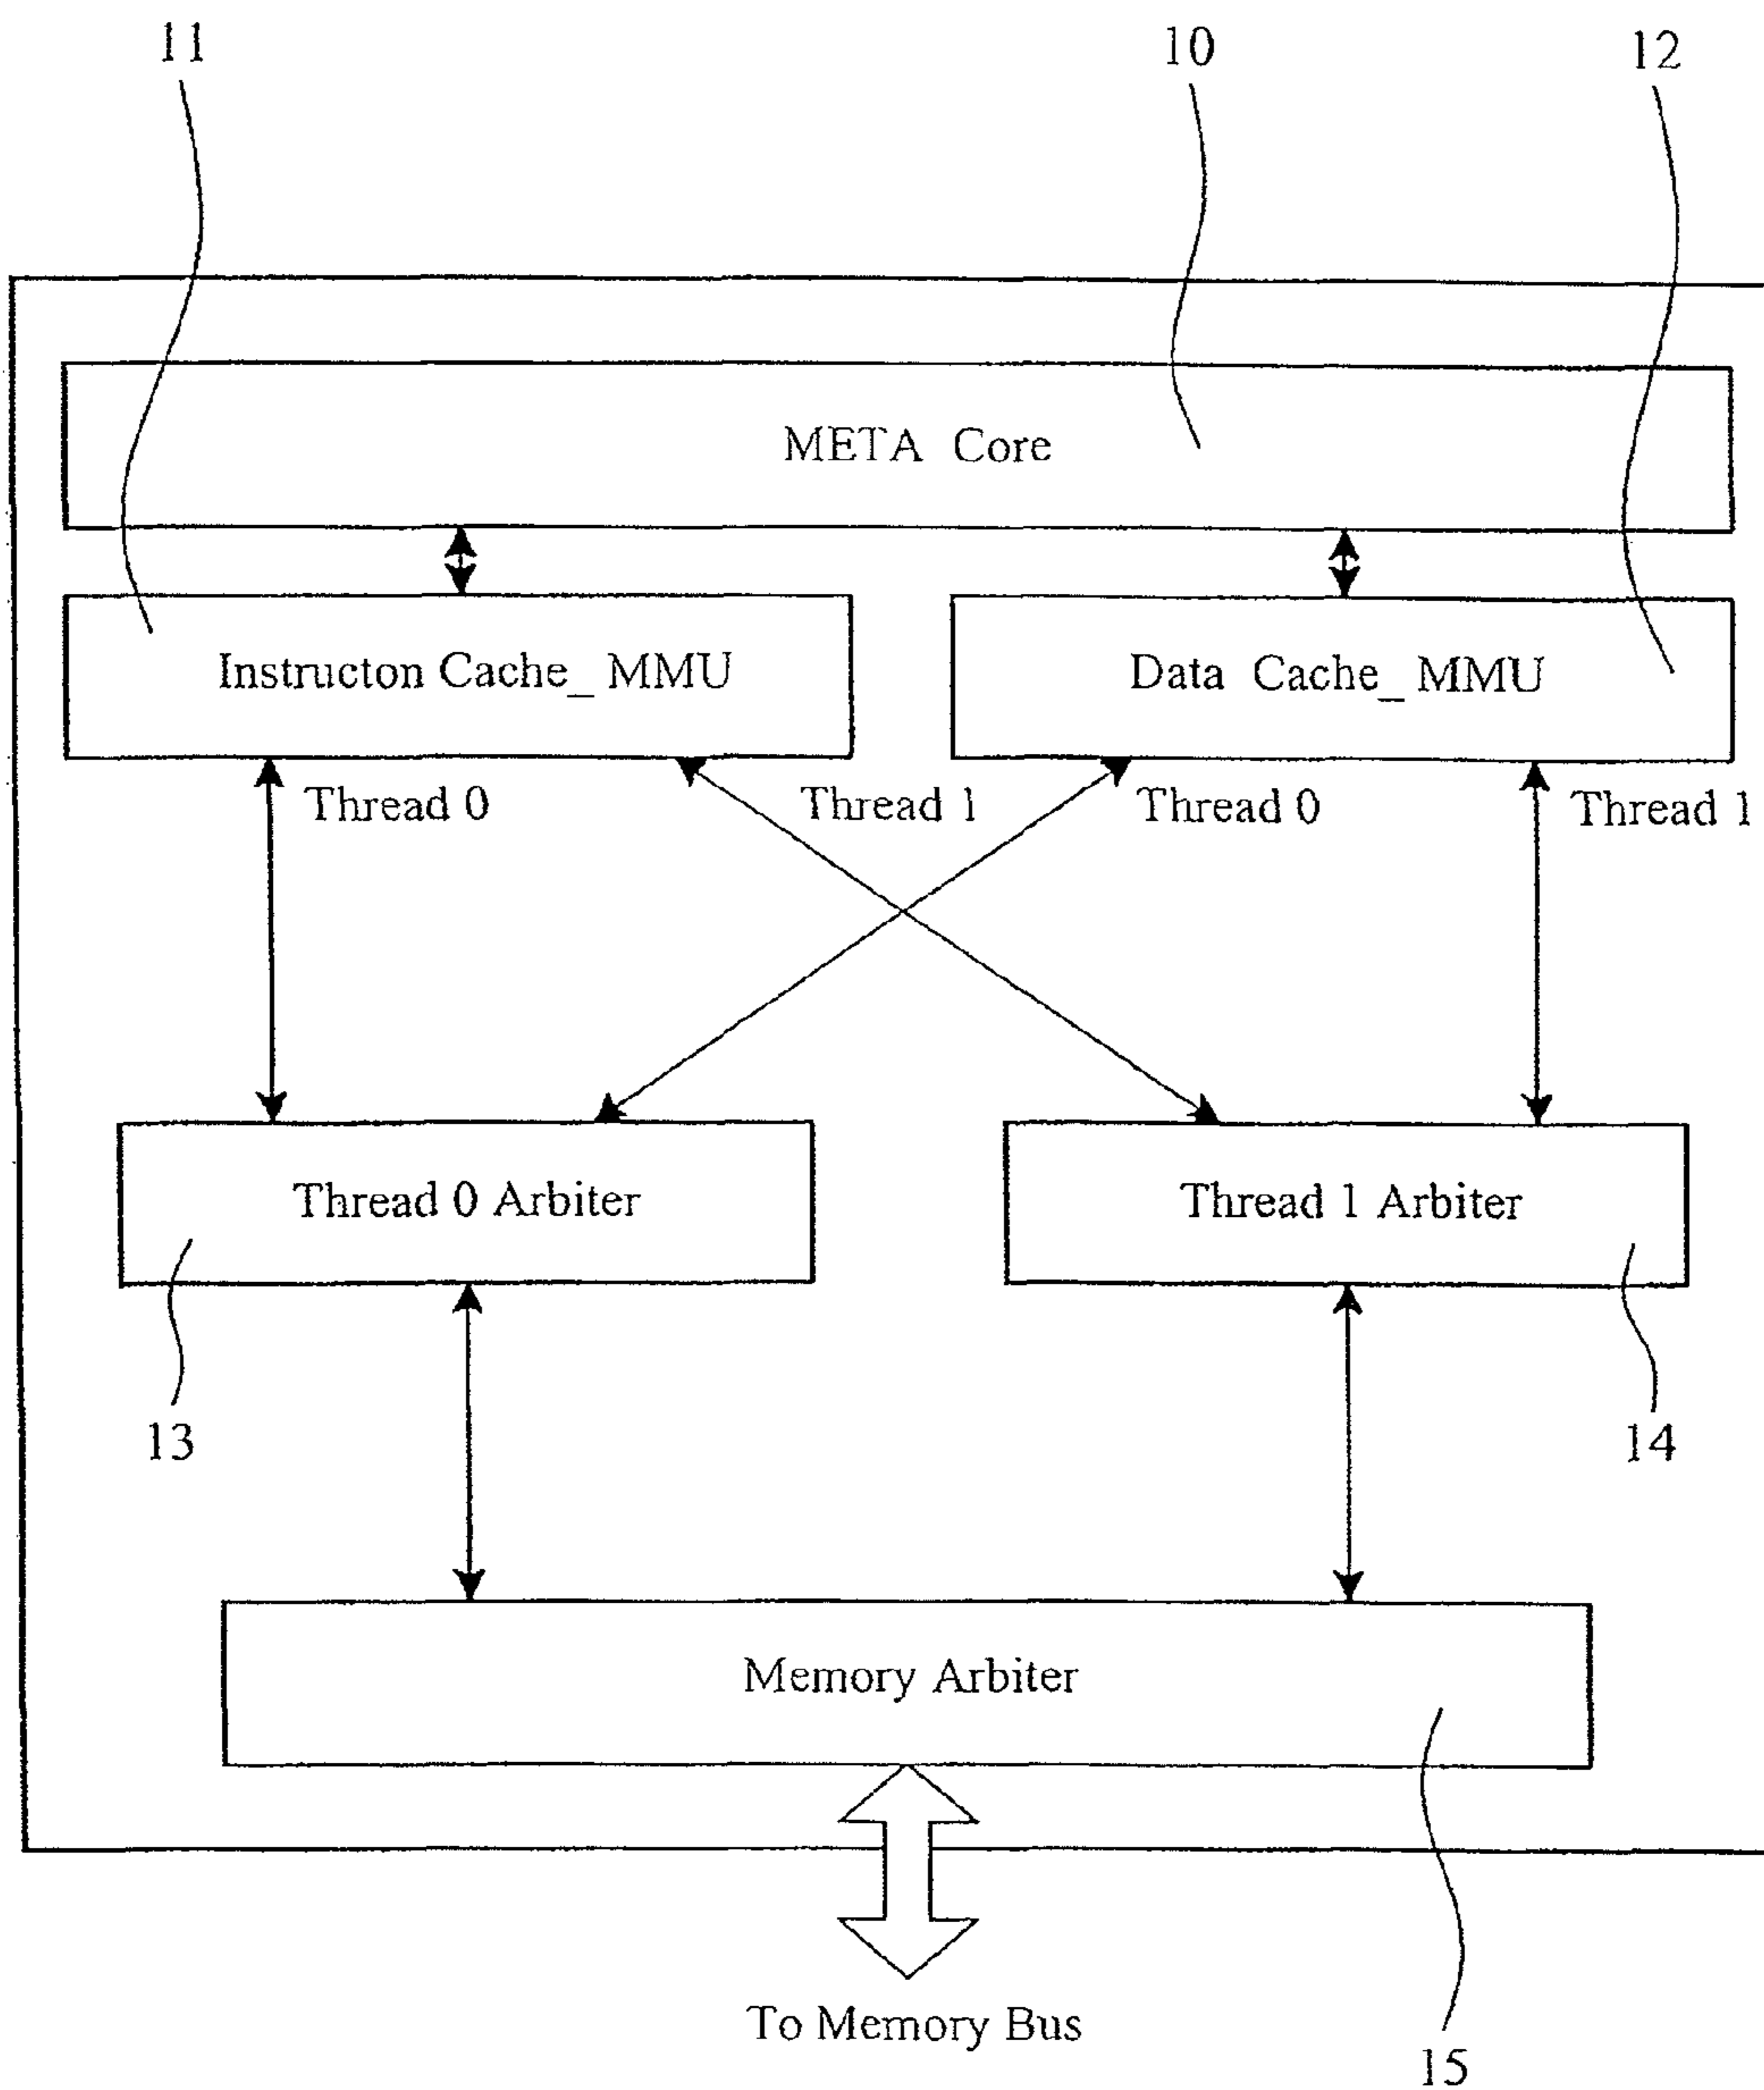 11
10
12
META Core
Instructon Cache_ MMU
Data Cache_ MMU
Thread 0
Thread 1
Thread 0
Thread 1
Thread 0 Arbiter
Thread 1 Arbiter
13
14
Memory Arbiter
To Memory Bus
15